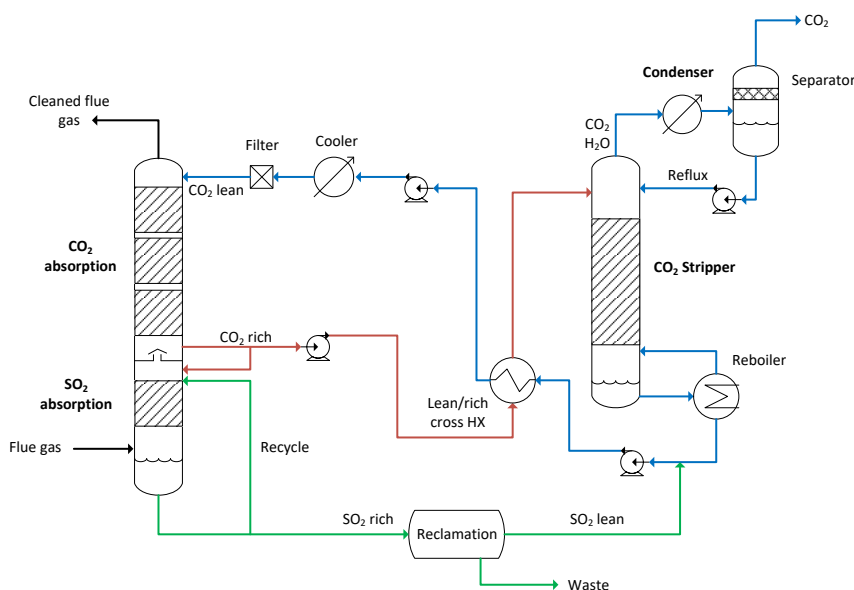 CO₂
Condenser
Separator
Cleaned flue
gas
Filter
Cooler
CO₂
H₂O
CO₂ lean
Reflux
CO₂
absorption
CO₂ Stripper
CO₂ rich
Reboiler
SO₂
absorption
Lean/rich
cross HX
Flue gas
Recycle
SO₂ rich
Reclamation
SO₂ lean
Waste